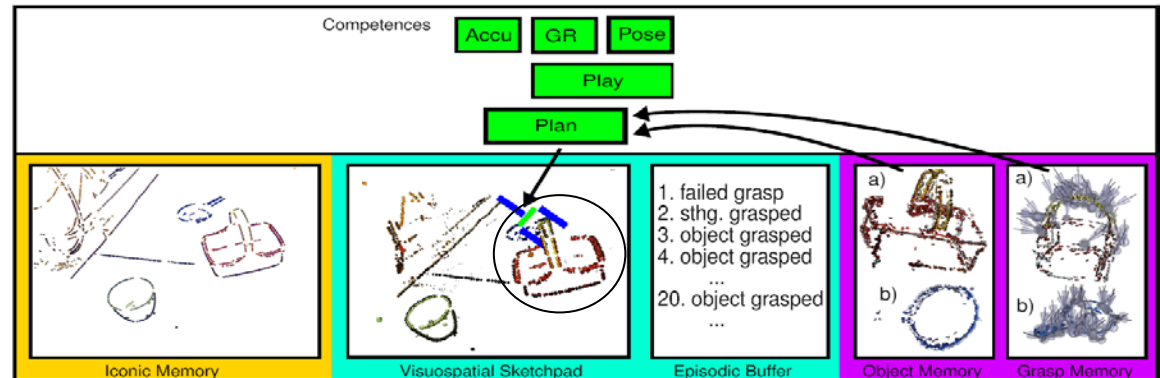 Competences
Accu GR Pose
Play
Plan
1. failed grasp
2. sthg. grasped
3. object grasped
4. object grasped
...
20. object grasped
...
a)
b)
a)
b)
Iconic Memory
Visuospatial Sketchpad
Episodic Buffer
Object Memory
Grasp Memory